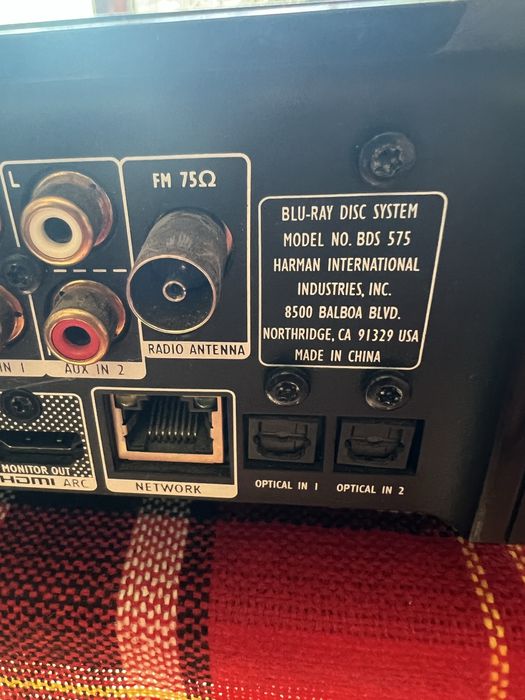 L
FM 75Ω
BLU-RAY DISC SYSTEM
MODEL NO. BDS 575
HARMAN INTERNATIONAL
INDUSTRIES, INC.
8500 BALBOA BLVD.
NORTHRIDGE, CA 91329 USA
MADE IN CHINA
RADIO ANTENNA
IN 1
AUX IN 2
MONITOR OUT
HDMI ARC
NETWORK
OPTICAL IN 1
OPTICAL IN 2